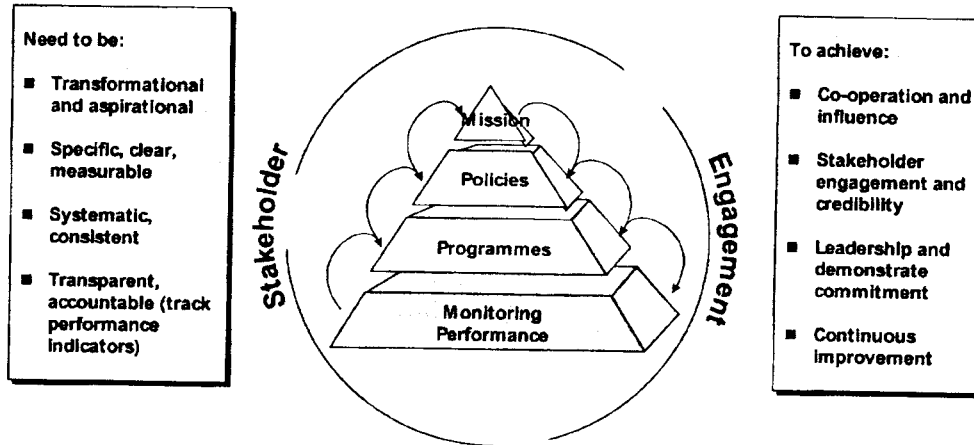 Need to be:
■ Transformational
and aspirational
■ Specific, clear,
measurable
■ Systematic,
consistent
■ Transparent,
accountable (track
performance
indicators)
Stakeholder
Mission
Policies
Programmes
Monitoring
Performance
Engagement
To achieve:
■ Co-operation and
influence
■ Stakeholder
engagement and
credibility
■ Leadership and
demonstrate
commitment
■ Continuous
improvement